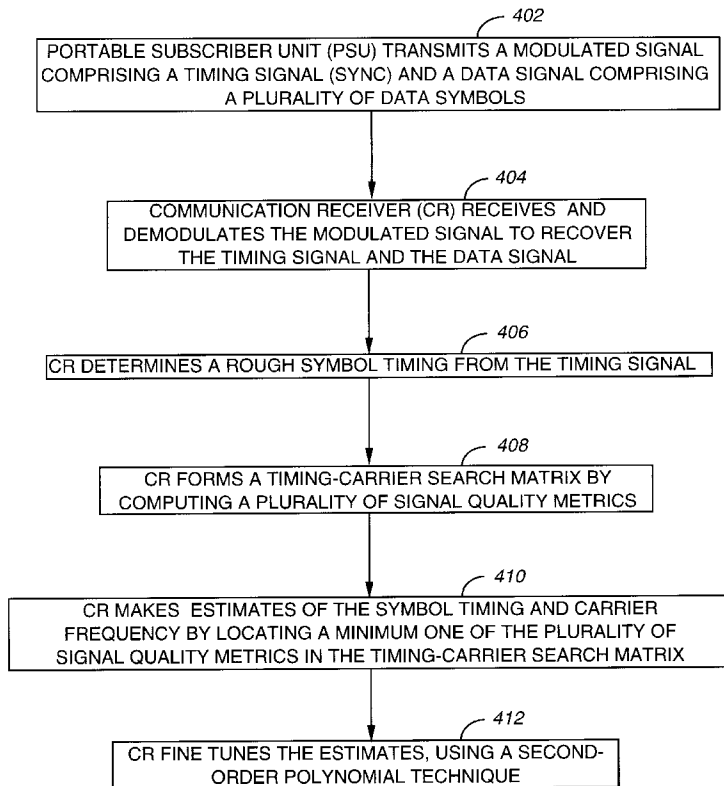 402
PORTABLE SUBSCRIBER UNIT (PSU) TRANSMITS A MODULATED SIGNAL
COMPRISING A TIMING SIGNAL (SYNC) AND A DATA SIGNAL COMPRISING
A PLURALITY OF DATA SYMBOLS
404
COMMUNICATION RECEIVER (CR) RECEIVES AND
DEMODULATES THE MODULATED SIGNAL TO RECOVER
THE TIMING SIGNAL AND THE DATA SIGNAL
406
CR DETERMINES A ROUGH SYMBOL TIMING FROM THE TIMING SIGNAL
408
CR FORMS A TIMING-CARRIER SEARCH MATRIX BY
COMPUTING A PLURALITY OF SIGNAL QUALITY METRICS
410
CR MAKES ESTIMATES OF THE SYMBOL TIMING AND CARRIER
FREQUENCY BY LOCATING A MINIMUM ONE OF THE PLURALITY OF
SIGNAL QUALITY METRICS IN THE TIMING-CARRIER SEARCH MATRIX
412
CR FINE TUNES THE ESTIMATES, USING A SECOND-
ORDER POLYNOMIAL TECHNIQUE